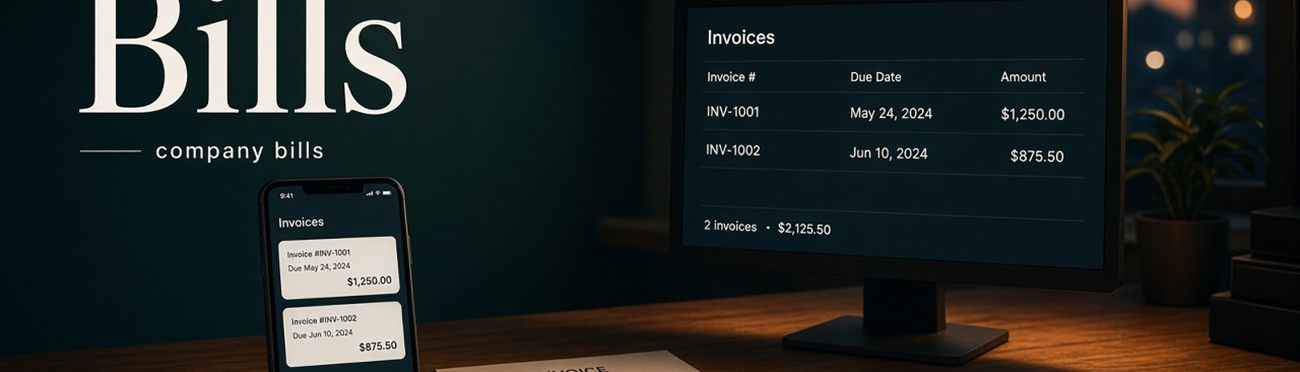 Bills
company bills
9:41
Invoices
Invoice #INV-1001
Due May 24, 2024
$1,250.00
Invoice #INV-1002
Due Jun 10, 2024
$875.50
Invoices
Invoice # Due Date Amount
INV-1001 May 24, 2024 $1,250.00
INV-1002 Jun 10, 2024 $875.50
2 invoices • $2,125.50
INVOICE